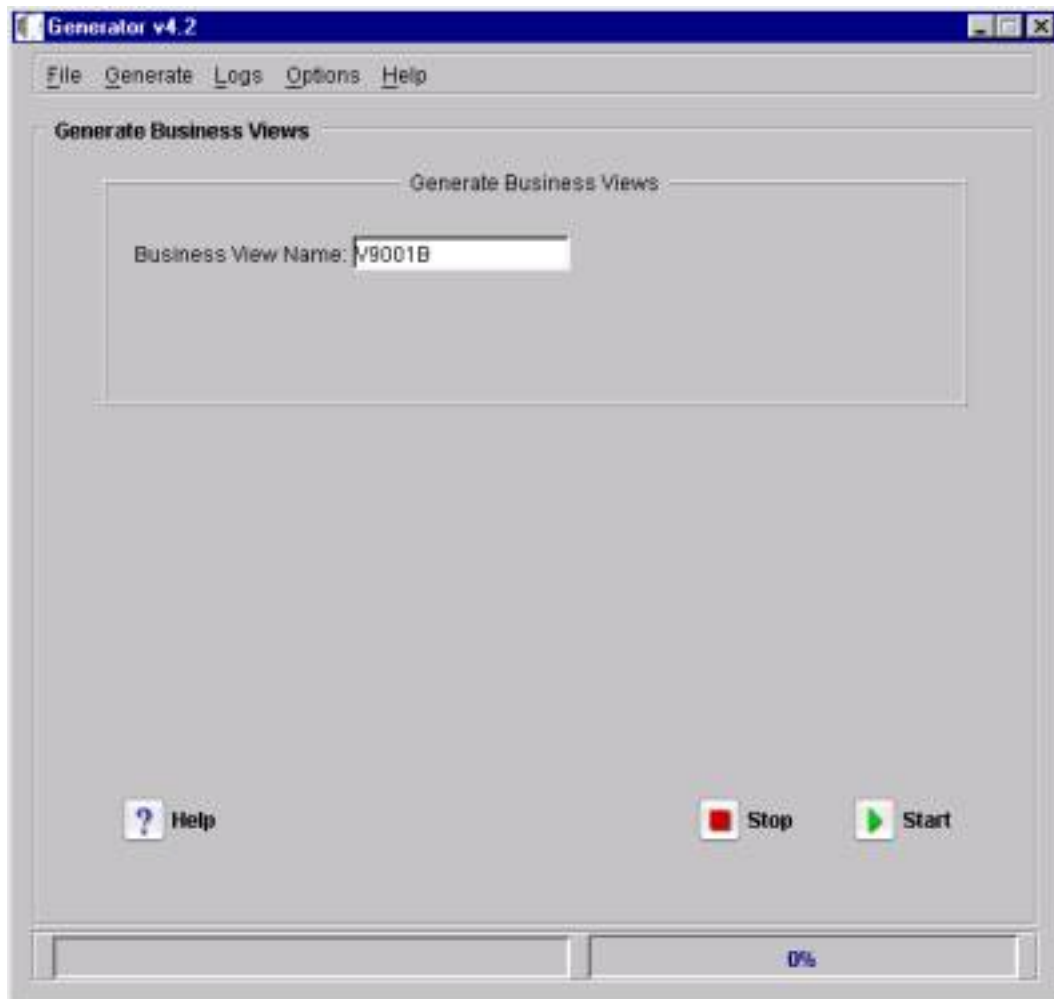 Generator v4.2
File Generate Logs Options Help
Generate Business Views
Generate Business Views
Business View Name: V9001B
? Help
Stop
Start
0%